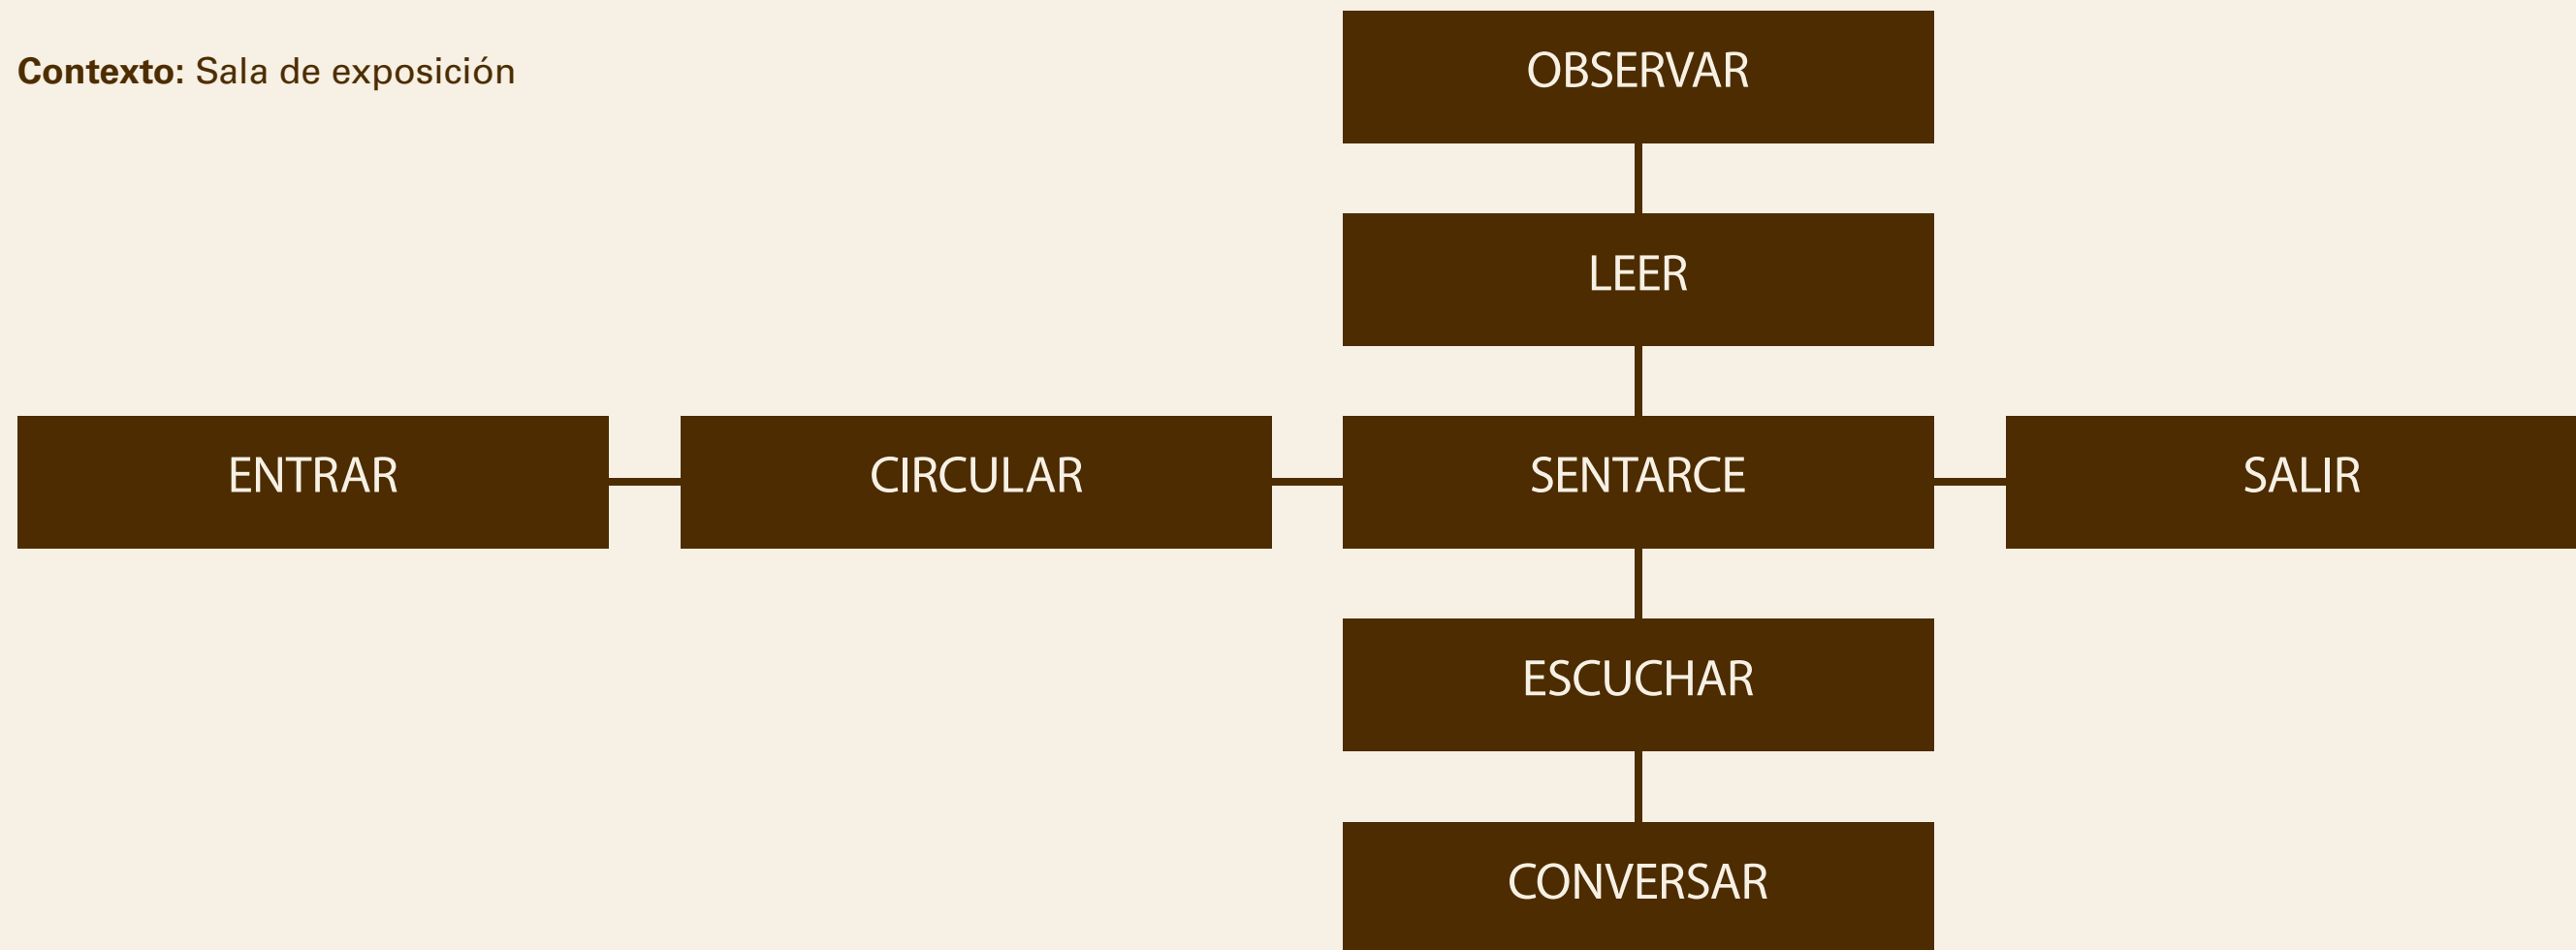 Contexto: Sala de exposición
OBSERVAR
LEER
ENTRAR
CIRCULAR
SENTARCE
SALIR
ESCUCHAR
CONVERSAR